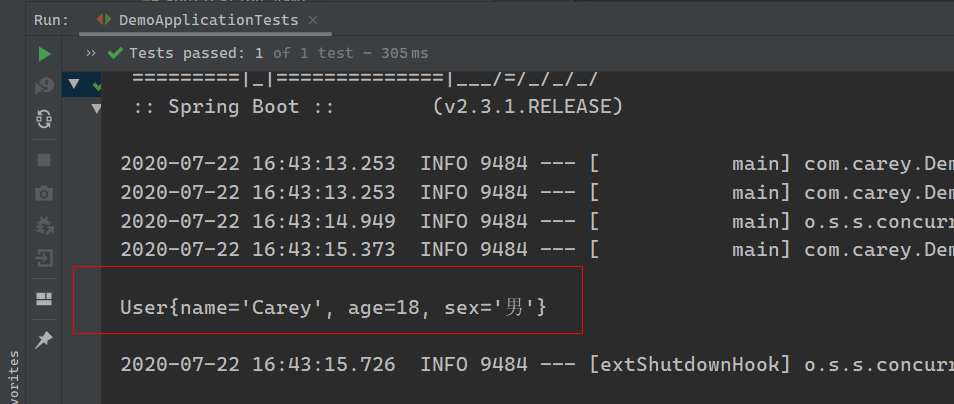 Run: DemoApplicationTests ×
» Tests passed: 1 of 1 test – 305 ms
=========|_|==============|___/=/_/_/_/
:: Spring Boot :: (v2.3.1.RELEASE)
2020-07-22 16:43:13.253 INFO 9484 --- [ main] com.carey.Dem
2020-07-22 16:43:13.253 INFO 9484 --- [ main] com.carey.Dem
2020-07-22 16:43:14.949 INFO 9484 --- [ main] o.s.s.concurr
2020-07-22 16:43:15.373 INFO 9484 --- [ main] com.carey.Dem
User{name='Carey', age=18, sex='男'}
2020-07-22 16:43:15.726 INFO 9484 --- [extShutdownHook] o.s.s.concurr
vorites